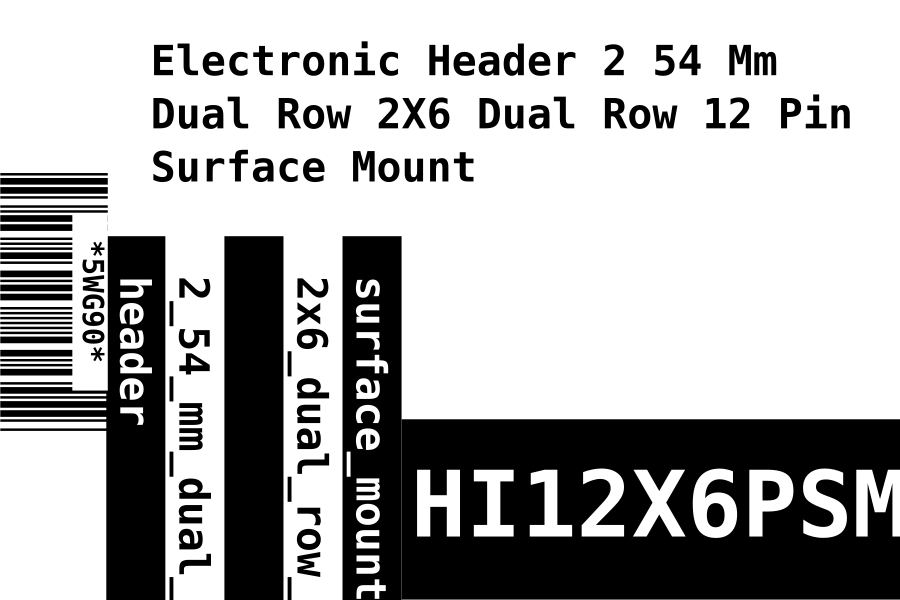 Electronic Header 2 54 Mm
Dual Row 2X6 Dual Row 12 Pin
Surface Mount
*5WG90*
header
2_54_mm_dual_
2x6_dual_row_
surface_mount
HI12X6PSM